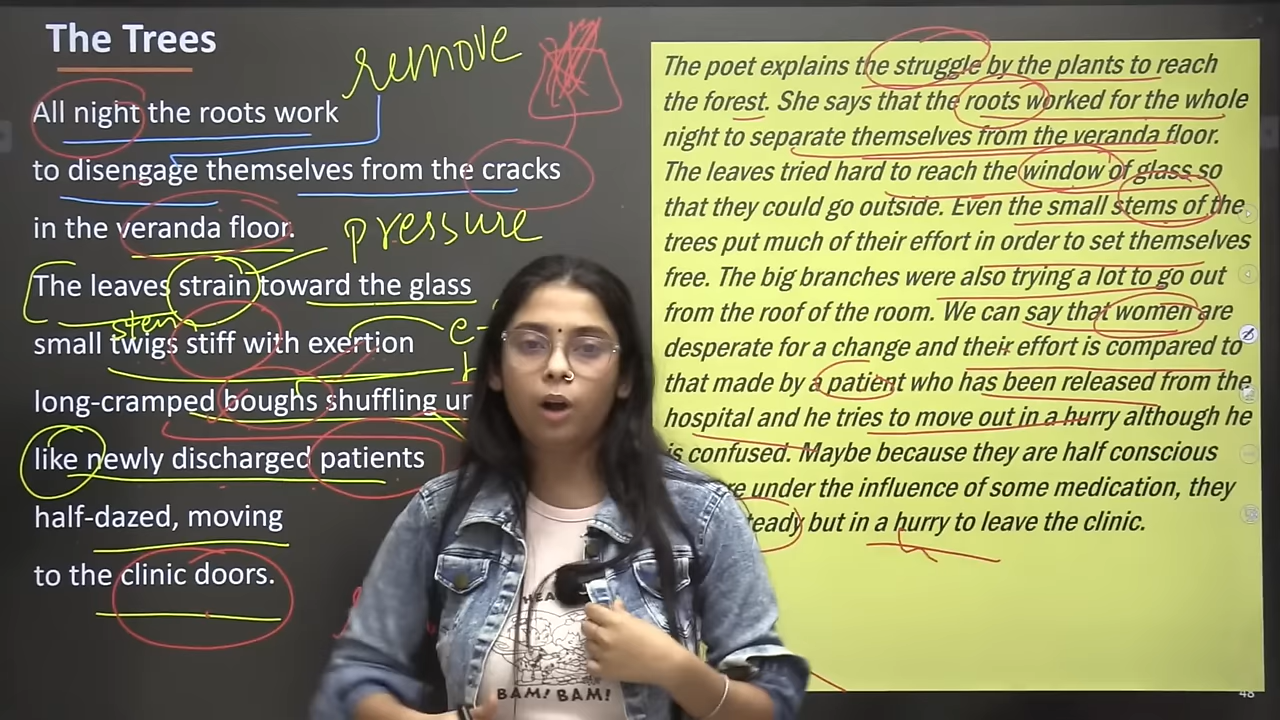 The Trees
remove
All night the roots work
to disengage themselves from the cracks
in the veranda floor.
pressure
The leaves strain toward the glass
stem
small twigs stiff with exertion
long-cramped boughs shuffling
like newly discharged patients
half-dazed, moving
to the clinic doors.
The poet explains the struggle by the plants to reach
the forest. She says that the roots worked for the whole
night to separate themselves from the veranda floor.
The leaves tried hard to reach the window of glass so
that they could go outside. Even the small stems of the
trees put much of their effort in order to set themselves
free. The big branches were also trying a lot to go out
from the roof of the room. We can say that women are
desperate for a change and their effort is compared to
that made by a patient who has been released from the
hospital and he tries to move out in a hurry although he
is confused. Maybe because they are half conscious
under the influence of some medication, they
but in a hurry to leave the clinic.
BAM! BAM!
48